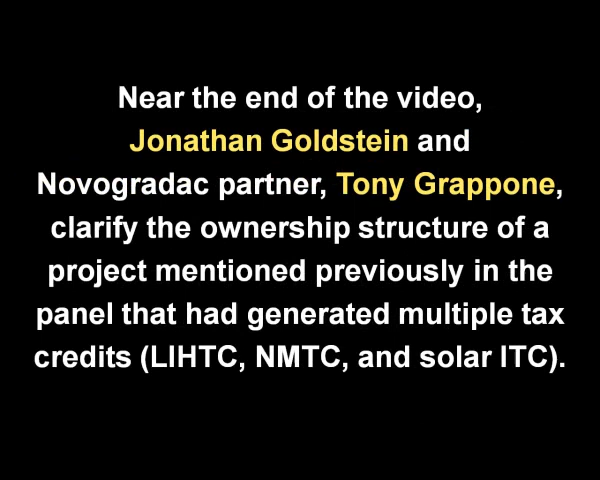 Near the end of the video,
Jonathan Goldstein and
Novogradac partner, Tony Grappone,
clarify the ownership structure of a
project mentioned previously in the
panel that had generated multiple tax
credits (LIHTC, NMTC, and solar ITC).